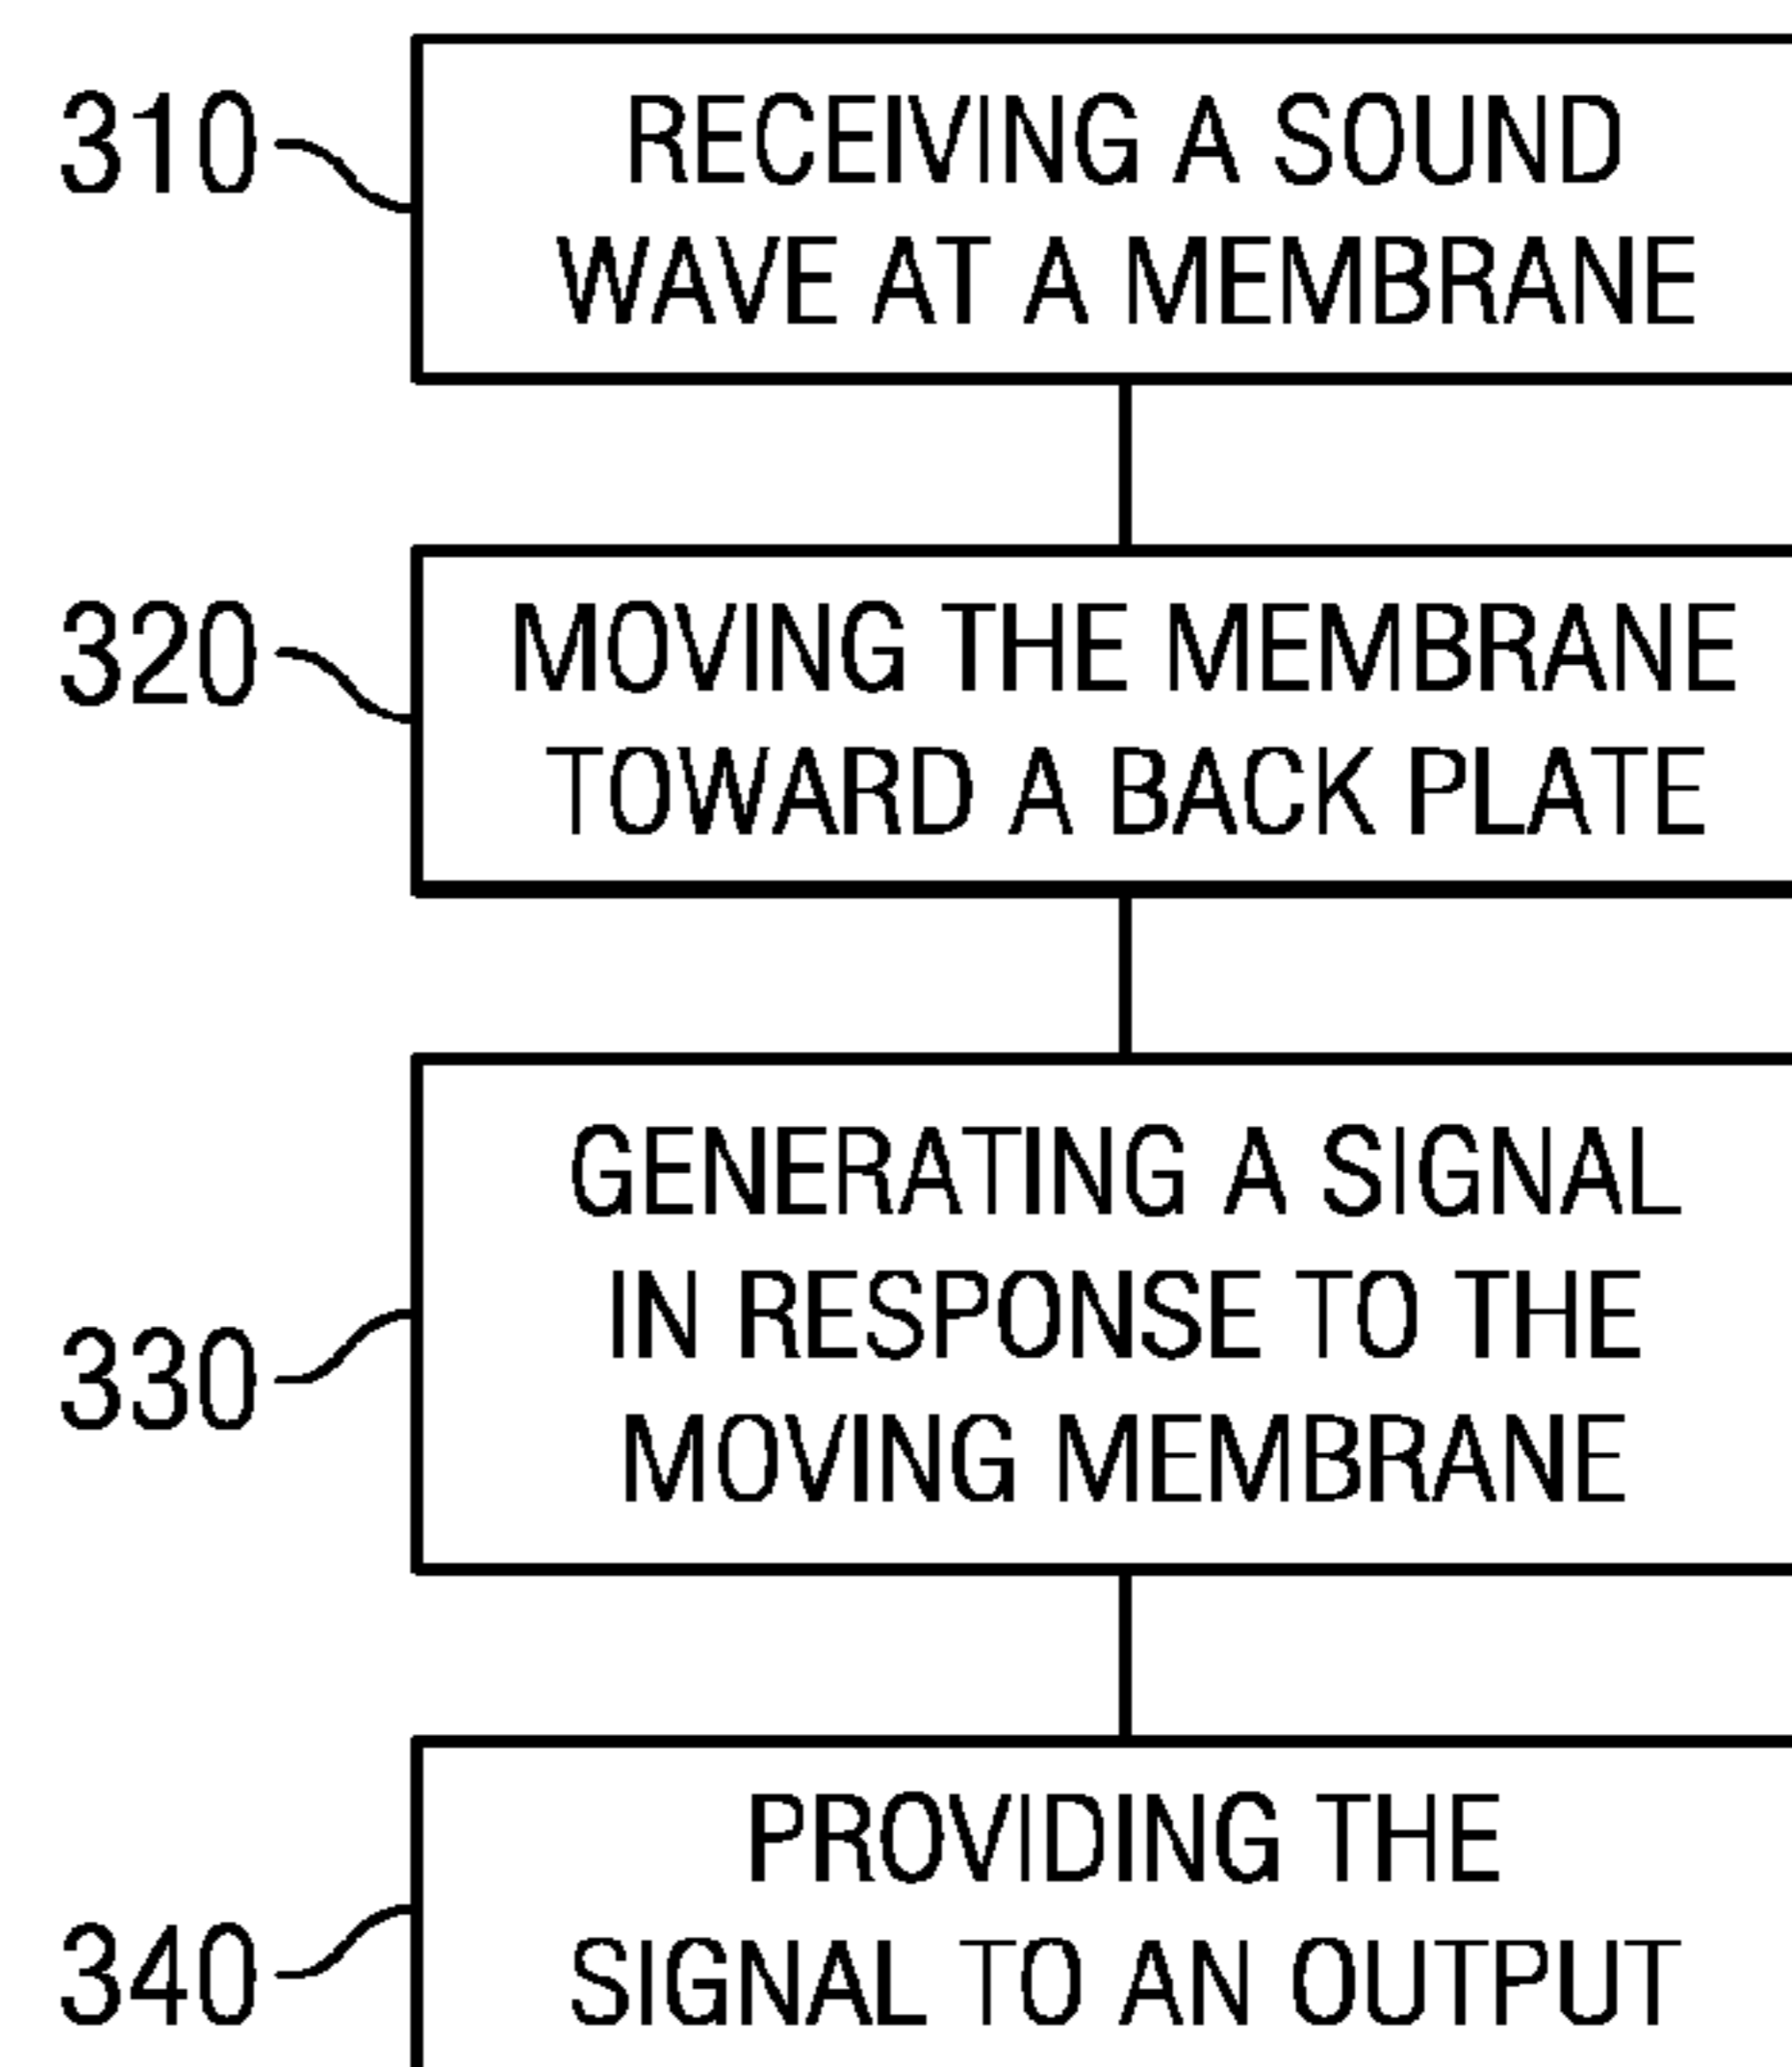 310
RECEIVING A SOUND
WAVE AT A MEMBRANE
320
MOVING THE MEMBRANE
TOWARD A BACK PLATE
330
GENERATING A SIGNAL
IN RESPONSE TO THE
MOVING MEMBRANE
340
PROVIDING THE
SIGNAL TO AN OUTPUT